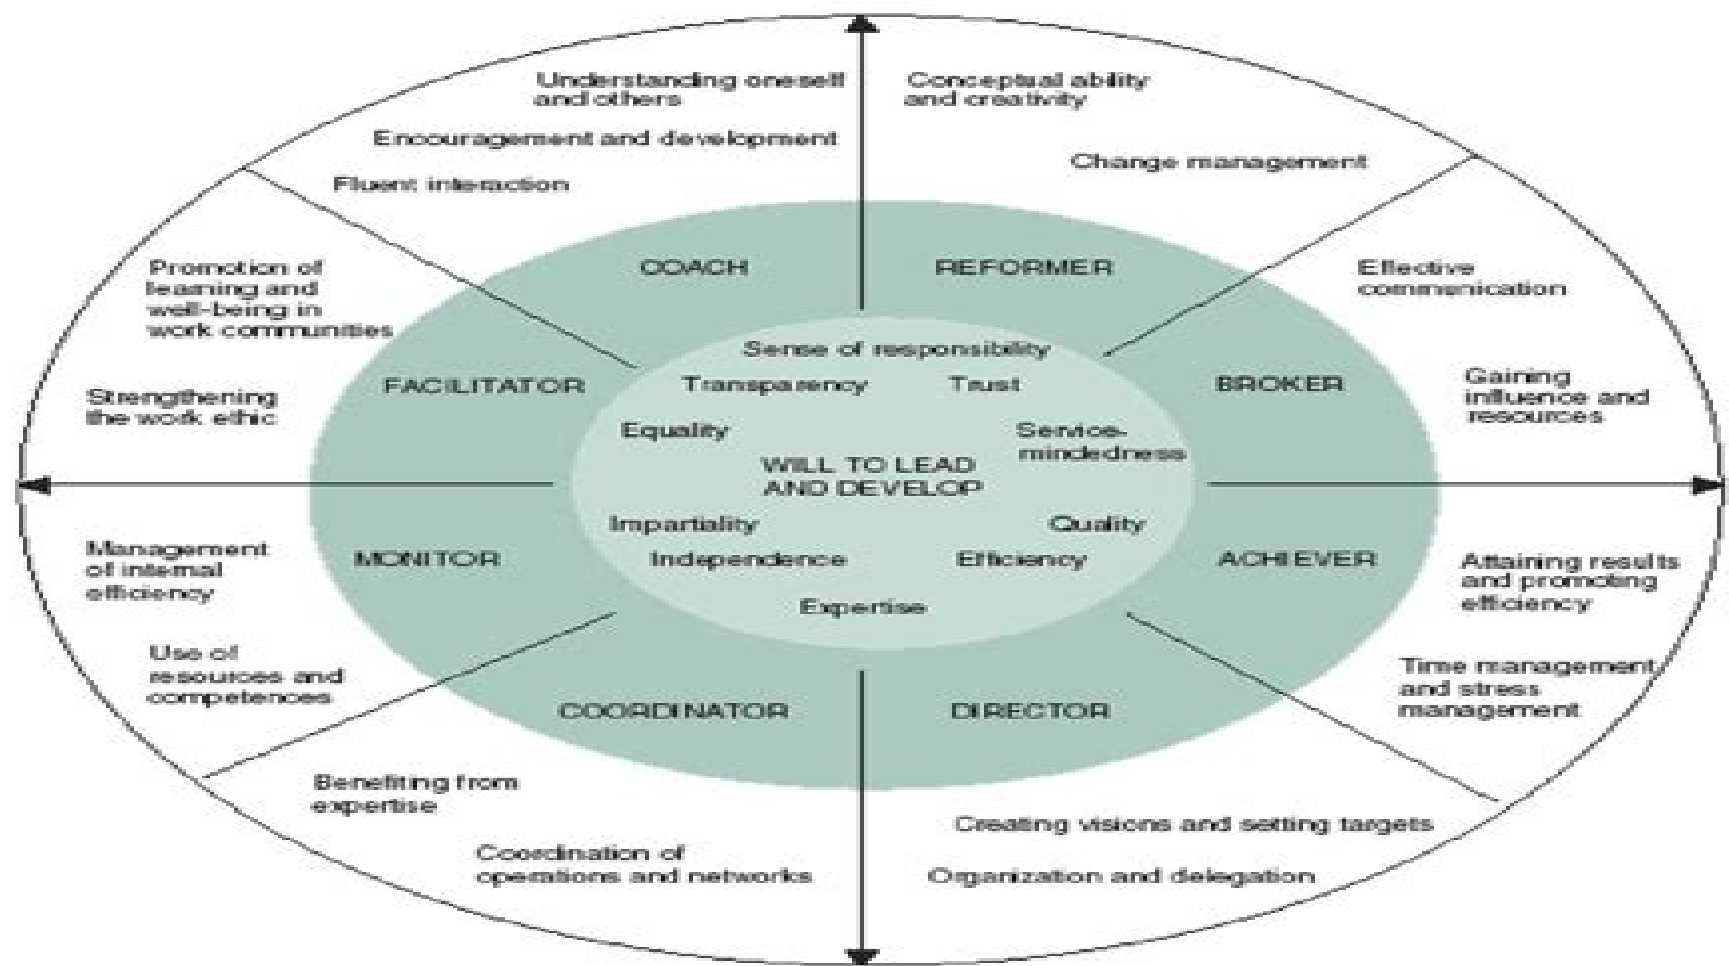 Understanding oneself
and others
Conceptual ability
and creativity
Encouragement and development
Change management
Fluent interaction
COACH
REFORMER
Promotion of
learning and
well-being in
work communities
Effective
communication
Sense of responsibility
Transparency
Trust
FACILITATOR
BROKER
Strengthening
the work ethic
Gaining
influence and
resources
Equality
Service-
mindedness
WILL TO LEAD
AND DEVELOP
Impartiality
Quality
Management
of internal
efficiency
MONITOR
Independence
Efficiency
ACHIEVER
Attaining results
and promoting
efficiency
Expertise
Use of
resources and
competences
Time management
and stress
management
COORDINATOR
DIRECTOR
Benefiting from
expertise
Creating visions and setting targets
Coordination of
operations and networks
Organization and delegation